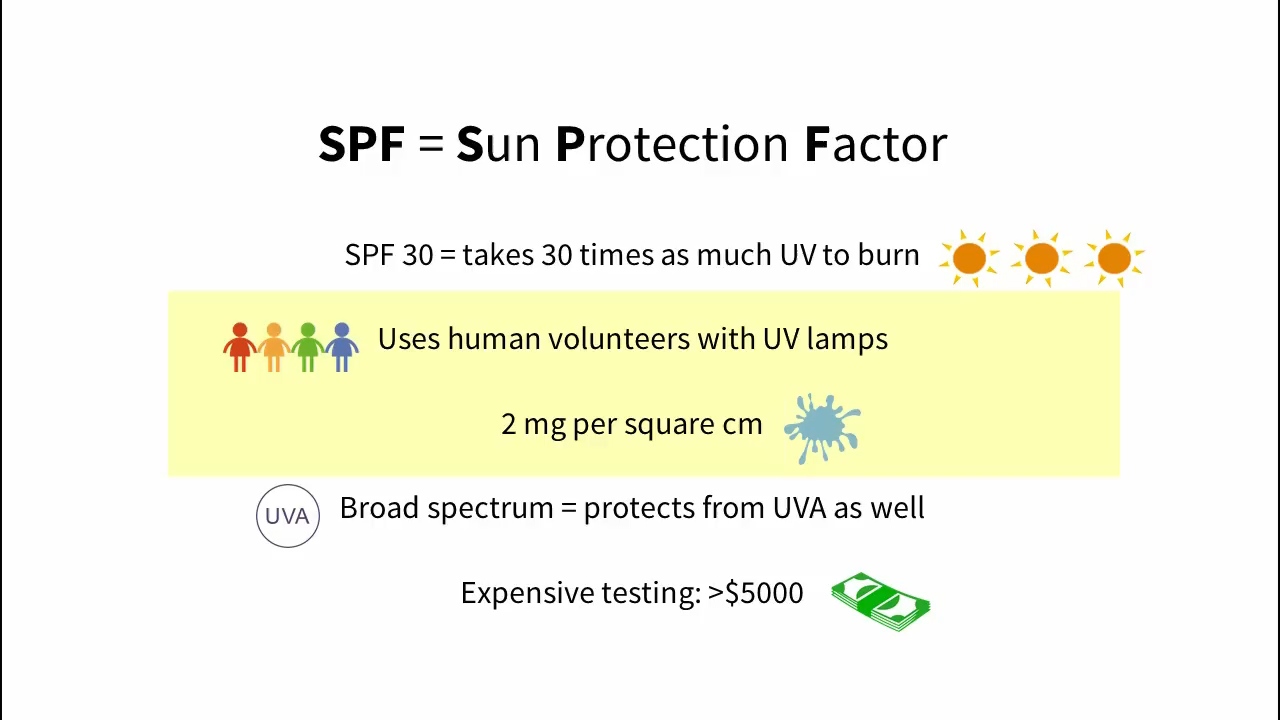 SPF = Sun Protection Factor
SPF 30 = takes 30 times as much UV to burn
Uses human volunteers with UV lamps
2 mg per square cm
UVA
Broad spectrum = protects from UVA as well
Expensive testing: >$5000